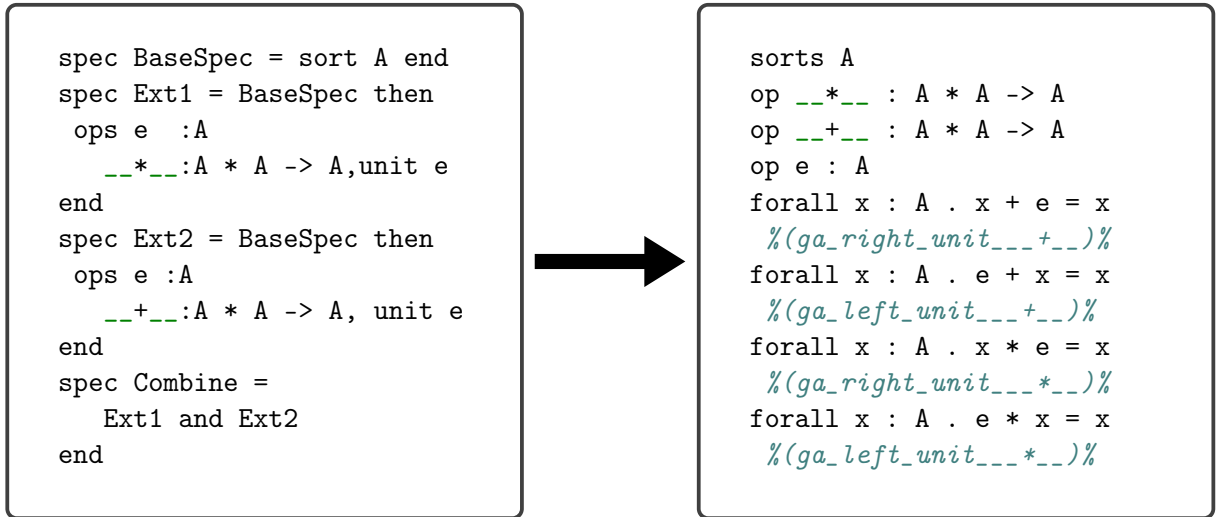 spec BaseSpec = sort A end
spec Ext1 = BaseSpec then
ops e :A
__*__:A * A -> A,unit e
end
spec Ext2 = BaseSpec then
ops e :A
__+__:A * A -> A, unit e
end
spec Combine =
Ext1 and Ext2
end
sorts A
op __*__ : A * A -> A
op __+__ : A * A -> A
op e : A
forall x : A . x + e = x
%(ga_right_unit___+__)%
forall x : A . e + x = x
%(ga_left_unit___+__)%
forall x : A . x * e = x
%(ga_right_unit___*__)%
forall x : A . e * x = x
%(ga_left_unit___*__)%